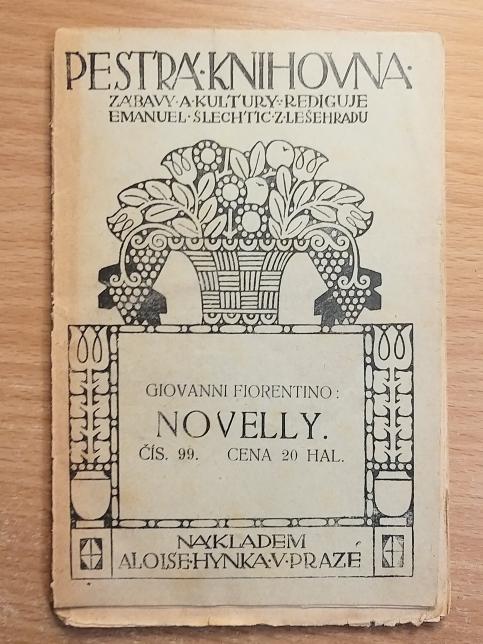 PESTRÁ·KNIHOVNA·
ZÁBAVY·A·KULTURY·REDIGUJE
EMANUEL·ŠLECHTIC·Z·LEŠEHRADU
GIOVANNI FIORENTINO:
NOVELLY.
ČÍS. 99. CENA 20 HAL.
NÁKLADEM
ALOISE·HYNKA·V·PRAZE